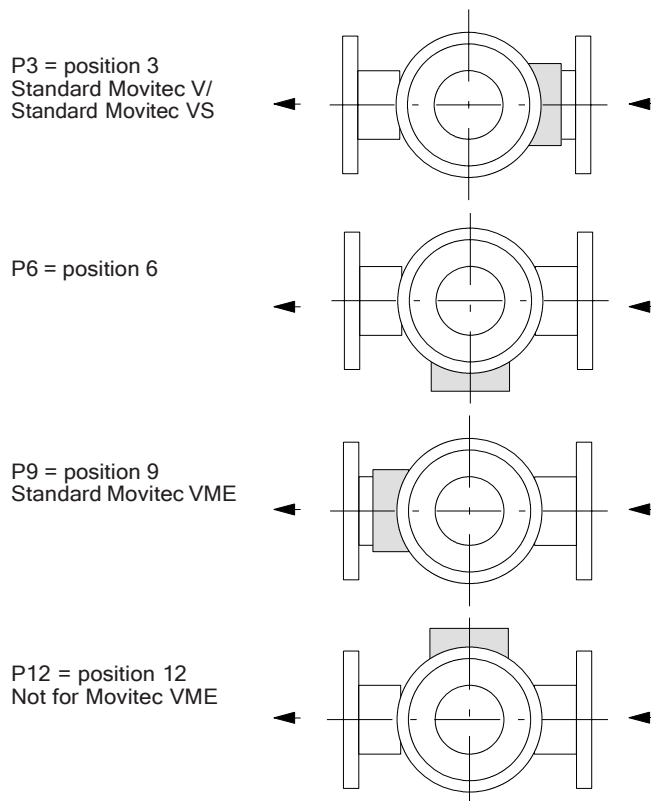 P3 = position 3
Standard Movitec V/
Standard Movitec VS
P6 = position 6
P9 = position 9
Standard Movitec VME
P12 = position 12
Not for Movitec VME